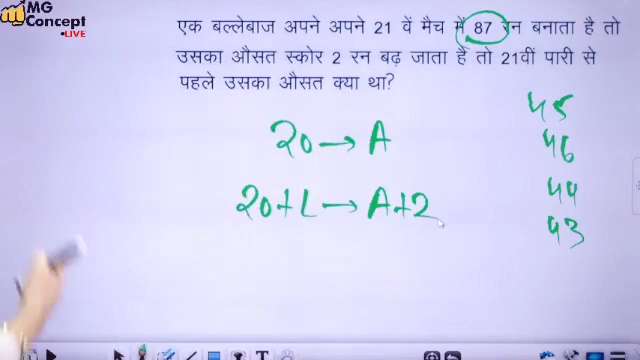 MG
Concept
.LIVE
एक बल्लेबाज अपने अपने 21 वें मैच में 87 रन बनाता है तो
उसका औसत स्कोर 2 रन बढ़ जाता है तो 21वीं पारी से
पहले उसका औसत क्या था?
45
20 → A
46
20+1 → A+2
44
43